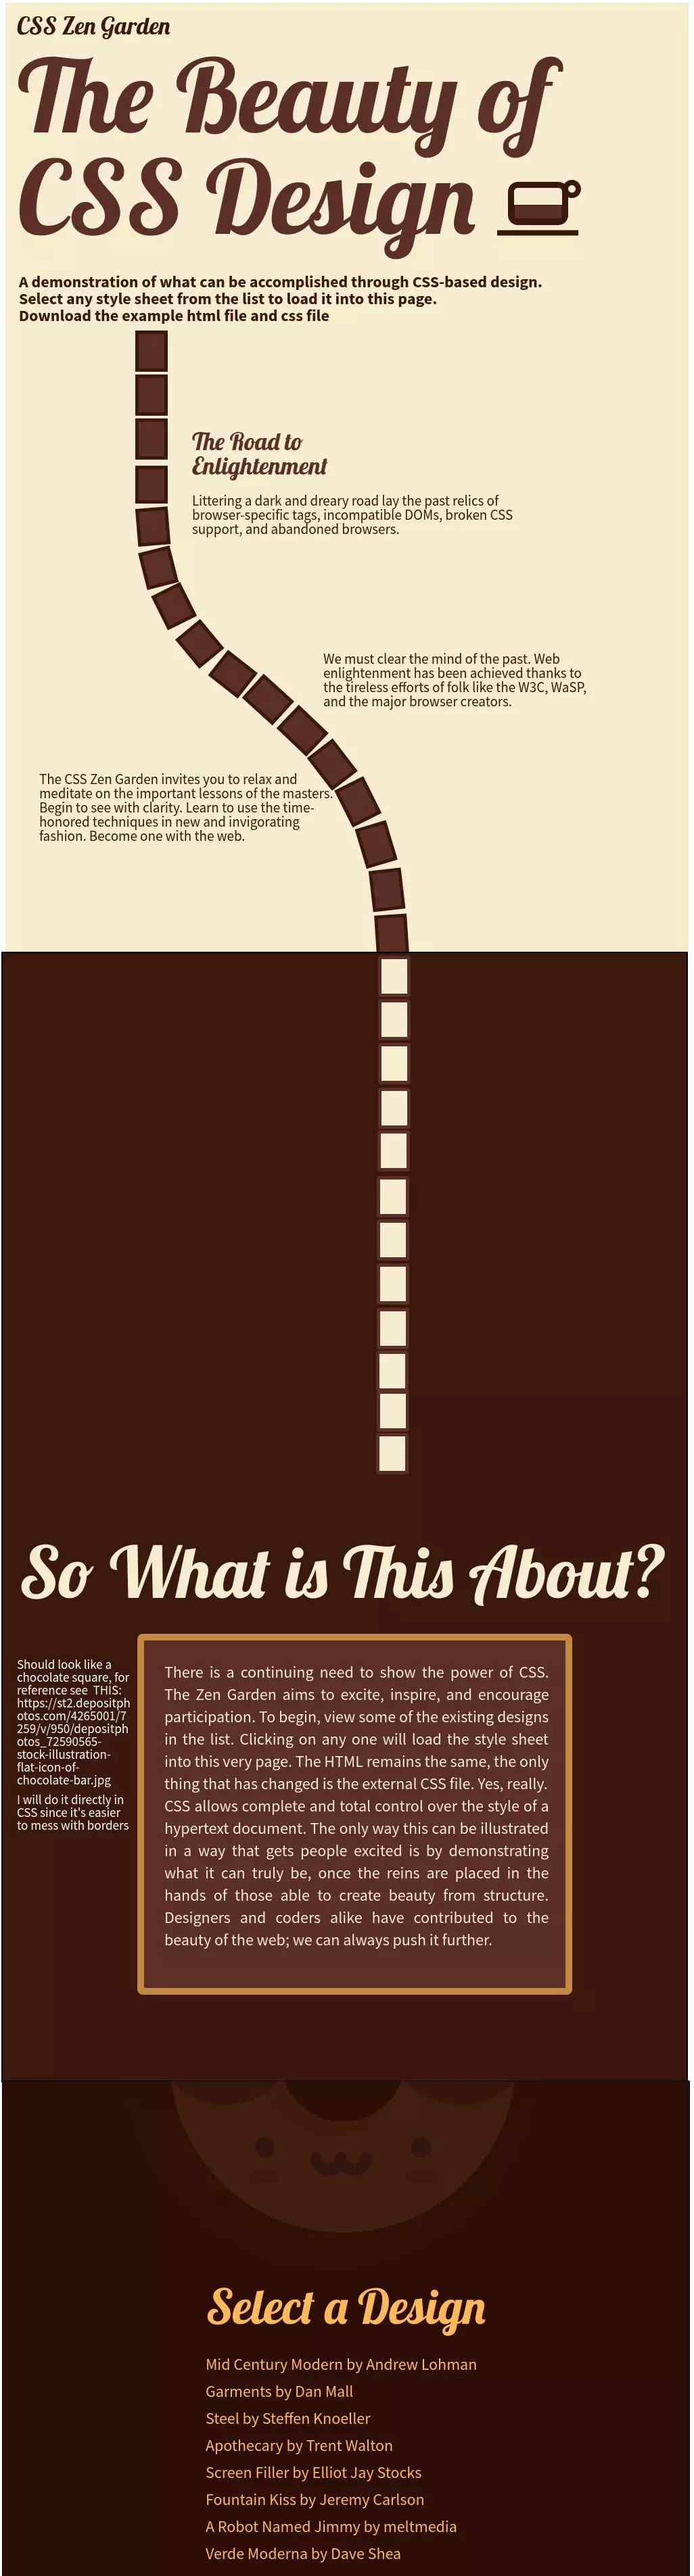 CSS Zen Garden
The Beauty of
CSS Design
A demonstration of what can be accomplished through CSS-based design.
Select any style sheet from the list to load it into this page.
Download the example html file and css file
The Road to
Enlightenment
Littering a dark and dreary road lay the past relics of
browser-specific tags, incompatible DOMs, broken CSS
support, and abandoned browsers.
We must clear the mind of the past. Web
enlightenment has been achieved thanks to
the tireless efforts of folk like the W3C, WaSP,
and the major browser creators.
The CSS Zen Garden invites you to relax and
meditate on the important lessons of the masters.
Begin to see with clarity. Learn to use the time-
honored techniques in new and invigorating
fashion. Become one with the web.
So What is This About?
Should look like a
chocolate square, for
reference see THIS:
https://st2.depositph
otos.com/4265001/7
259/v/950/depositph
otos_72590565-
stock-illustration-
flat-icon-of-
chocolate-bar.jpg
I will do it directly in
CSS since it's easier
to mess with borders
There is a continuing need to show the power of CSS.
The Zen Garden aims to excite, inspire, and encourage
participation. To begin, view some of the existing designs
in the list. Clicking on any one will load the style sheet
into this very page. The HTML remains the same, the only
thing that has changed is the external CSS file. Yes, really.
CSS allows complete and total control over the style of a
hypertext document. The only way this can be illustrated
in a way that gets people excited is by demonstrating
what it can truly be, once the reins are placed in the
hands of those able to create beauty from structure.
Designers and coders alike have contributed to the
beauty of the web; we can always push it further.
Select a Design
Mid Century Modern by Andrew Lohman
Garments by Dan Mall
Steel by Steffen Knoeller
Apothecary by Trent Walton
Screen Filler by Elliot Jay Stocks
Fountain Kiss by Jeremy Carlson
A Robot Named Jimmy by meltmedia
Verde Moderna by Dave Shea